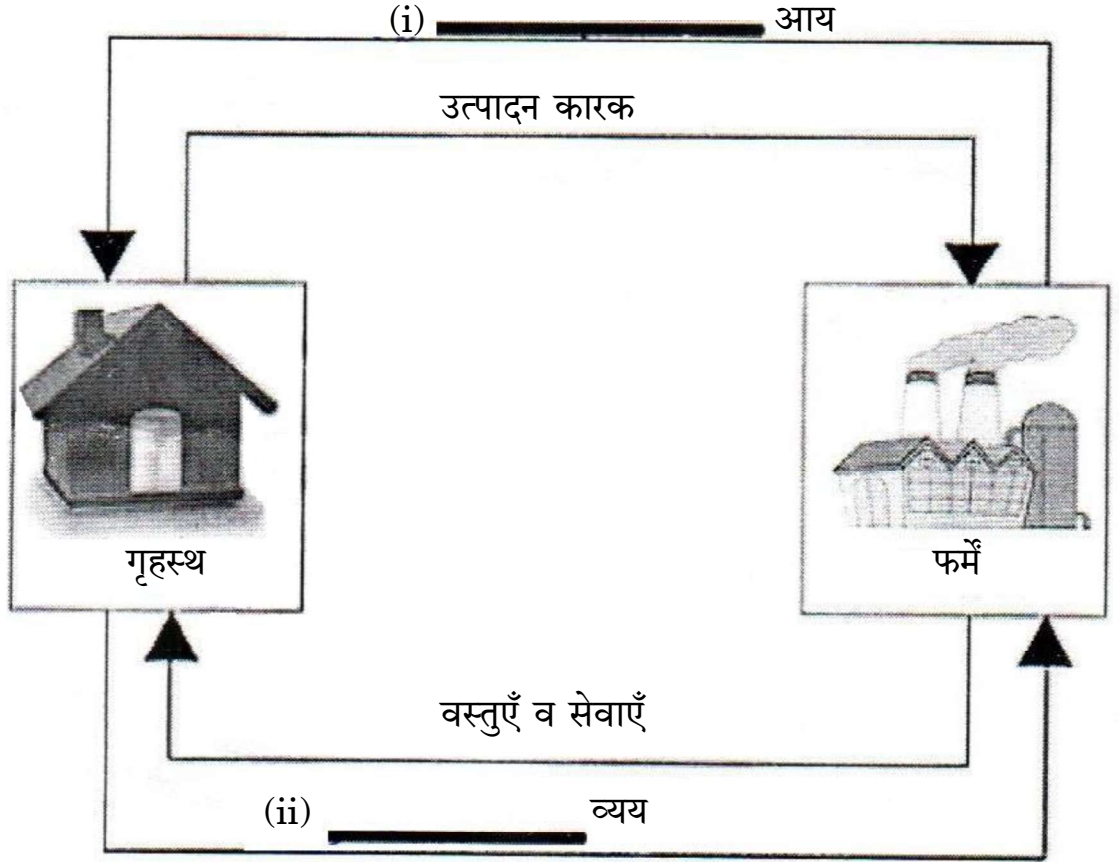 (i) आय
उत्पादन कारक
गृहस्थ
फर्में
वस्तुएँ व सेवाएँ
(ii) व्यय